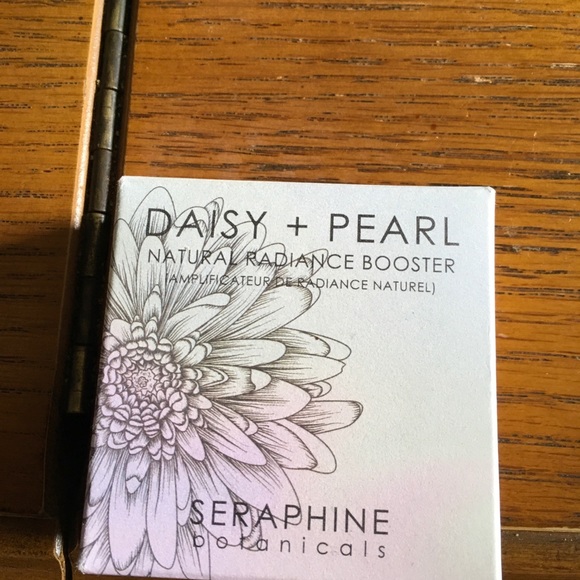 DAISY + PEARL
NATURAL RADIANCE BOOSTER
(AMPLIFICATEUR DE RADIANCE NATUREL)
SERAPHINE
botanicals